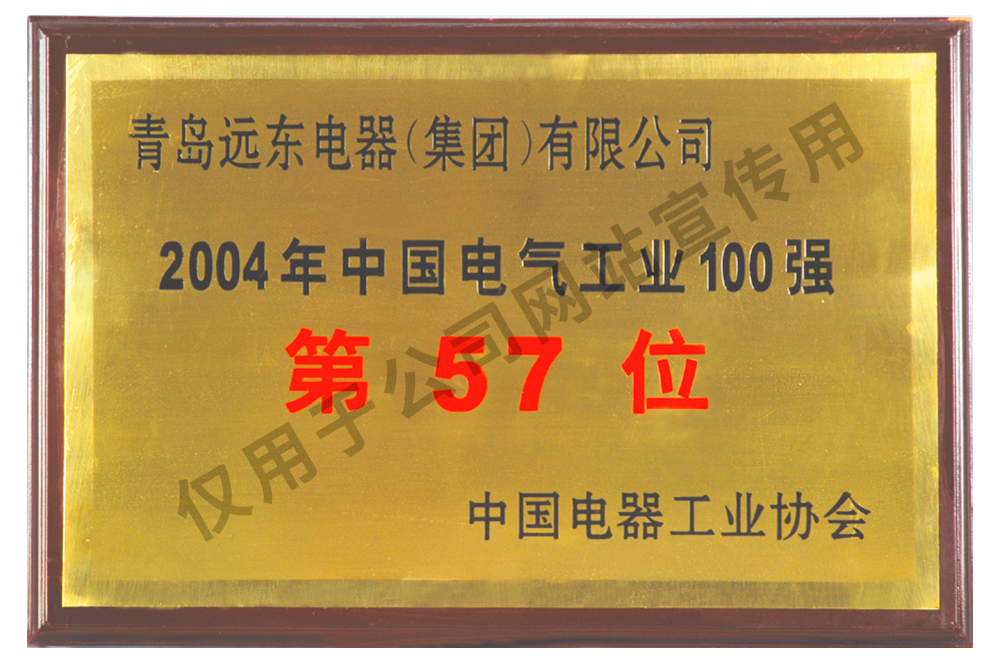 青岛远东电器(集团)有限公司
2004年中国电气工业100强
第 57 位
中国电器工业协会
仅用于公司网站宣传用